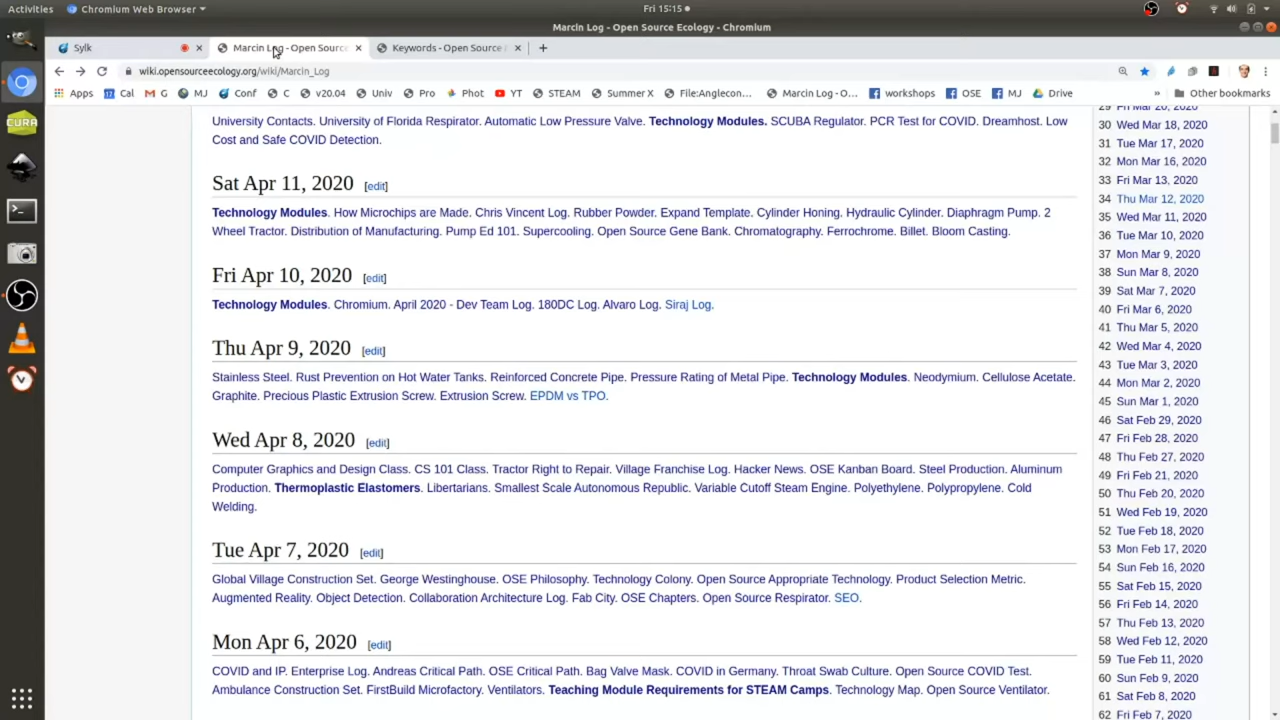 Activities Chromium Web Browser Fri 15:15
Marcin Log - Open Source Ecology - Chromium
Sylk Marcin Log - Open Source Keywords - Open Source
wiki.opensourceecology.org/wiki/Marcin_Log
Apps Cal G MJ Conf C v20.04 Univ Pro Phot YT STEAM Summer X File:Anglecon... Marcin Log - O... workshops OSE MJ Drive » Other bookmarks
University Contacts. University of Florida Respirator. Automatic Low Pressure Valve. Technology Modules. SCUBA Regulator. PCR Test for COVID. Dreamhost. Low
Cost and Safe COVID Detection.
Sat Apr 11, 2020 [edit]
Technology Modules. How Microchips are Made. Chris Vincent Log. Rubber Powder. Expand Template. Cylinder Honing. Hydraulic Cylinder. Diaphragm Pump. 2
Wheel Tractor. Distribution of Manufacturing. Pump Ed 101. Supercooling. Open Source Gene Bank. Chromatography. Ferrochrome. Billet. Bloom Casting.
Fri Apr 10, 2020 [edit]
Technology Modules. Chromium. April 2020 - Dev Team Log. 180DC Log. Alvaro Log. Siraj Log.
Thu Apr 9, 2020 [edit]
Stainless Steel. Rust Prevention on Hot Water Tanks. Reinforced Concrete Pipe. Pressure Rating of Metal Pipe. Technology Modules. Neodymium. Cellulose Acetate.
Graphite. Precious Plastic Extrusion Screw. Extrusion Screw. EPDM vs TPO.
Wed Apr 8, 2020 [edit]
Computer Graphics and Design Class. CS 101 Class. Tractor Right to Repair. Village Franchise Log. Hacker News. OSE Kanban Board. Steel Production. Aluminum
Production. Thermoplastic Elastomers. Libertarians. Smallest Scale Autonomous Republic. Variable Cutoff Steam Engine. Polyethylene. Polypropylene. Cold
Welding.
Tue Apr 7, 2020 [edit]
Global Village Construction Set. George Westinghouse. OSE Philosophy. Technology Colony. Open Source Appropriate Technology. Product Selection Metric.
Augmented Reality. Object Detection. Collaboration Architecture Log. Fab City. OSE Chapters. Open Source Respirator. SEO.
Mon Apr 6, 2020 [edit]
COVID and IP. Enterprise Log. Andreas Critical Path. OSE Critical Path. Bag Valve Mask. COVID in Germany. Throat Swab Culture. Open Source COVID Test.
Ambulance Construction Set. FirstBuild Microfactory. Ventilators. Teaching Module Requirements for STEAM Camps. Technology Map. Open Source Ventilator.
29 Fri Mar 20, 2020
30 Wed Mar 18, 2020
31 Tue Mar 17, 2020
32 Mon Mar 16, 2020
33 Fri Mar 13, 2020
34 Thu Mar 12, 2020
35 Wed Mar 11, 2020
36 Tue Mar 10, 2020
37 Mon Mar 9, 2020
38 Sun Mar 8, 2020
39 Sat Mar 7, 2020
40 Fri Mar 6, 2020
41 Thu Mar 5, 2020
42 Wed Mar 4, 2020
43 Tue Mar 3, 2020
44 Mon Mar 2, 2020
45 Sun Mar 1, 2020
46 Sat Feb 29, 2020
47 Fri Feb 28, 2020
48 Thu Feb 27, 2020
49 Fri Feb 21, 2020
50 Thu Feb 20, 2020
51 Wed Feb 19, 2020
52 Tue Feb 18, 2020
53 Mon Feb 17, 2020
54 Sun Feb 16, 2020
55 Sat Feb 15, 2020
56 Fri Feb 14, 2020
57 Thu Feb 13, 2020
58 Wed Feb 12, 2020
59 Tue Feb 11, 2020
60 Sun Feb 9, 2020
61 Sat Feb 8, 2020
62 Fri Feb 7, 2020
CURA